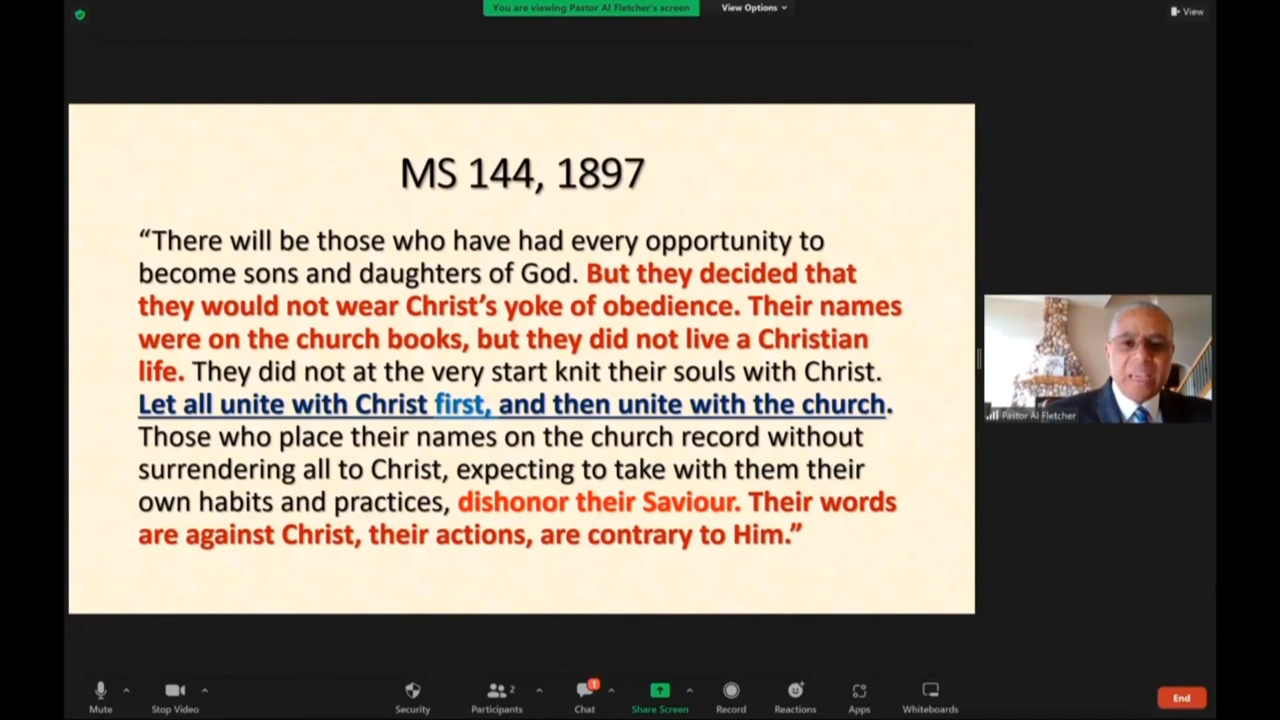 You are viewing Pastor Al Fletcher's screen
View Options
View
MS 144, 1897
“There will be those who have had every opportunity to
become sons and daughters of God. But they decided that
they would not wear Christ’s yoke of obedience. Their names
were on the church books, but they did not live a Christian
life. They did not at the very start knit their souls with Christ.
Let all unite with Christ first, and then unite with the church.
Those who place their names on the church record without
surrendering all to Christ, expecting to take with them their
own habits and practices, dishonor their Saviour. Their words
are against Christ, their actions, are contrary to Him.”
Pastor Al Fletcher
Mute
Stop Video
Security
Participants
2
Chat
1
Share Screen
Record
Reactions
Apps
Whiteboards
End